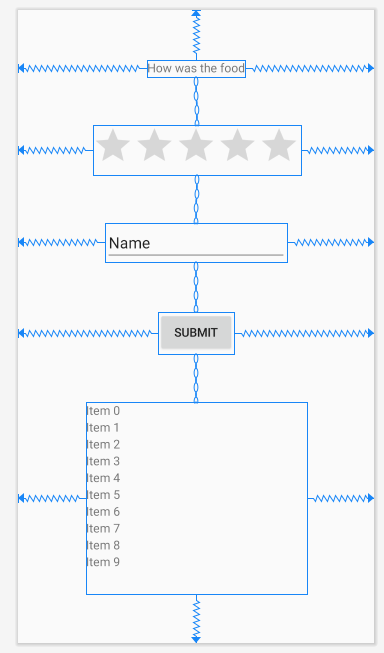 How was the food
Name
SUBMIT
Item 0
Item 1
Item 2
Item 3
Item 4
Item 5
Item 6
Item 7
Item 8
Item 9